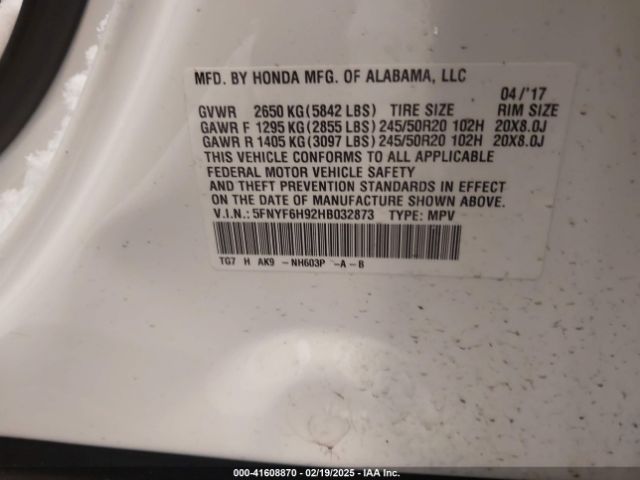 MFD. BY HONDA MFG. OF ALABAMA, LLC
04/'17
GVWR 2650 KG(5842 LBS) TIRE SIZE RIM SIZE
GAWR F 1295 KG(2855 LBS)245/50R20 102H 20X8.0J
GAWR R 1405 KG(3097 LBS)245/50R20 102H 20X8.0J
THIS VEHICLE CONFORMS TO ALL APPLICABLE
FEDERAL MOTOR VEHICLE SAFETY
AND THEFT PREVENTION STANDARDS IN EFFECT
ON THE DATE OF MANUFACTURE SHOWN ABOVE.
V.I.N.: 5FNYF6H92HB032873 TYPE: MPV
TG7 H AK9 -NH603P -A-B
000-41608870 - 02/19/2025 - IAA Inc.